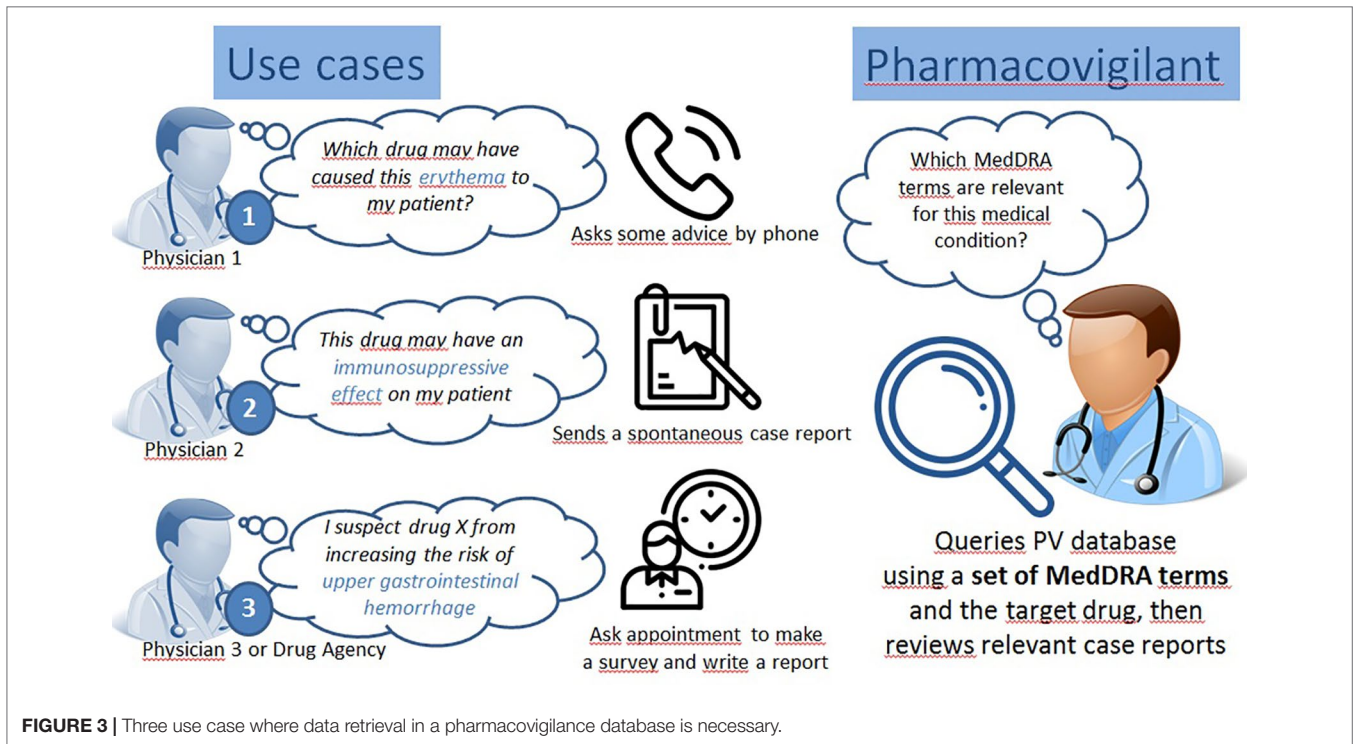 Use cases
Pharmacovigilant
Which drug may have
caused this erythema to
my patient?
1
Physician 1
Asks some advice by phone
This drug may have an
immunosuppressive
effect on my patient
2
Physician 2
Sends a spontaneous case report
I suspect drug X from
increasing the risk of
upper gastrointestinal
hemorrhage
3
Physician 3 or Drug Agency
Ask appointment to make
a survey and write a report
Which MedDRA
terms are relevant
for this medical
condition?
Queries PV database
using a set of MedDRA terms
and the target drug, then
reviews relevant case reports
FIGURE 3 | Three use case where data retrieval in a pharmacovigilance database is necessary.